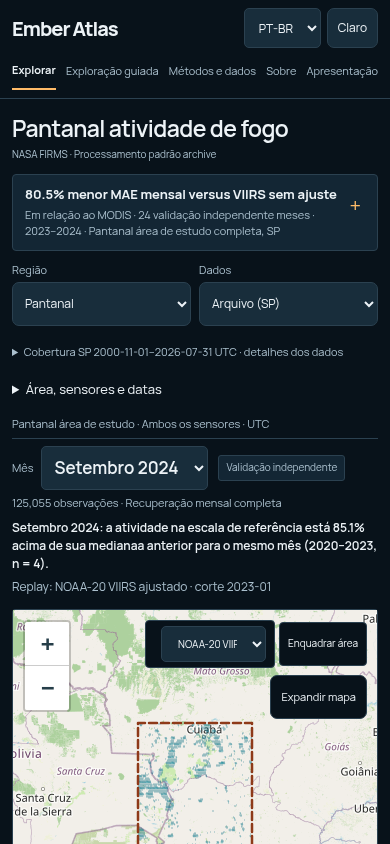 Ember Atlas
PT-BR
Claro
Explorar
Exploração guiada
Métodos e dados
Sobre
Apresentação
Pantanal atividade de fogo
NASA FIRMS · Processamento padrão archive
80.5% menor MAE mensal versus VIIRS sem ajuste
Em relação ao MODIS · 24 validação independente meses ·
2023–2024 · Pantanal área de estudo completa, SP
+
Região
Dados
Pantanal
Arquivo (SP)
Cobertura SP 2000-11-01–2026-07-31 UTC · detalhes dos dados
Área, sensores e datas
Pantanal área de estudo · Ambos os sensores · UTC
Mês
Setembro 2024
Validação independente
125,055 observações · Recuperação mensal completa
Setembro 2024: a atividade na escala de referência está 85.1%
acima de sua medianaa anterior para o mesmo mês (2020–2023,
n = 4).
Replay: NOAA-20 VIIRS ajustado · corte 2023-01
+
−
NOAA-20 VIIF
Enquadrar área
Expandir mapa
Mato Grosso
Cuiabá
Goiás
olivia
Santa Cruz
Goiânia
Santa Cruz
de la Sierra
Uber